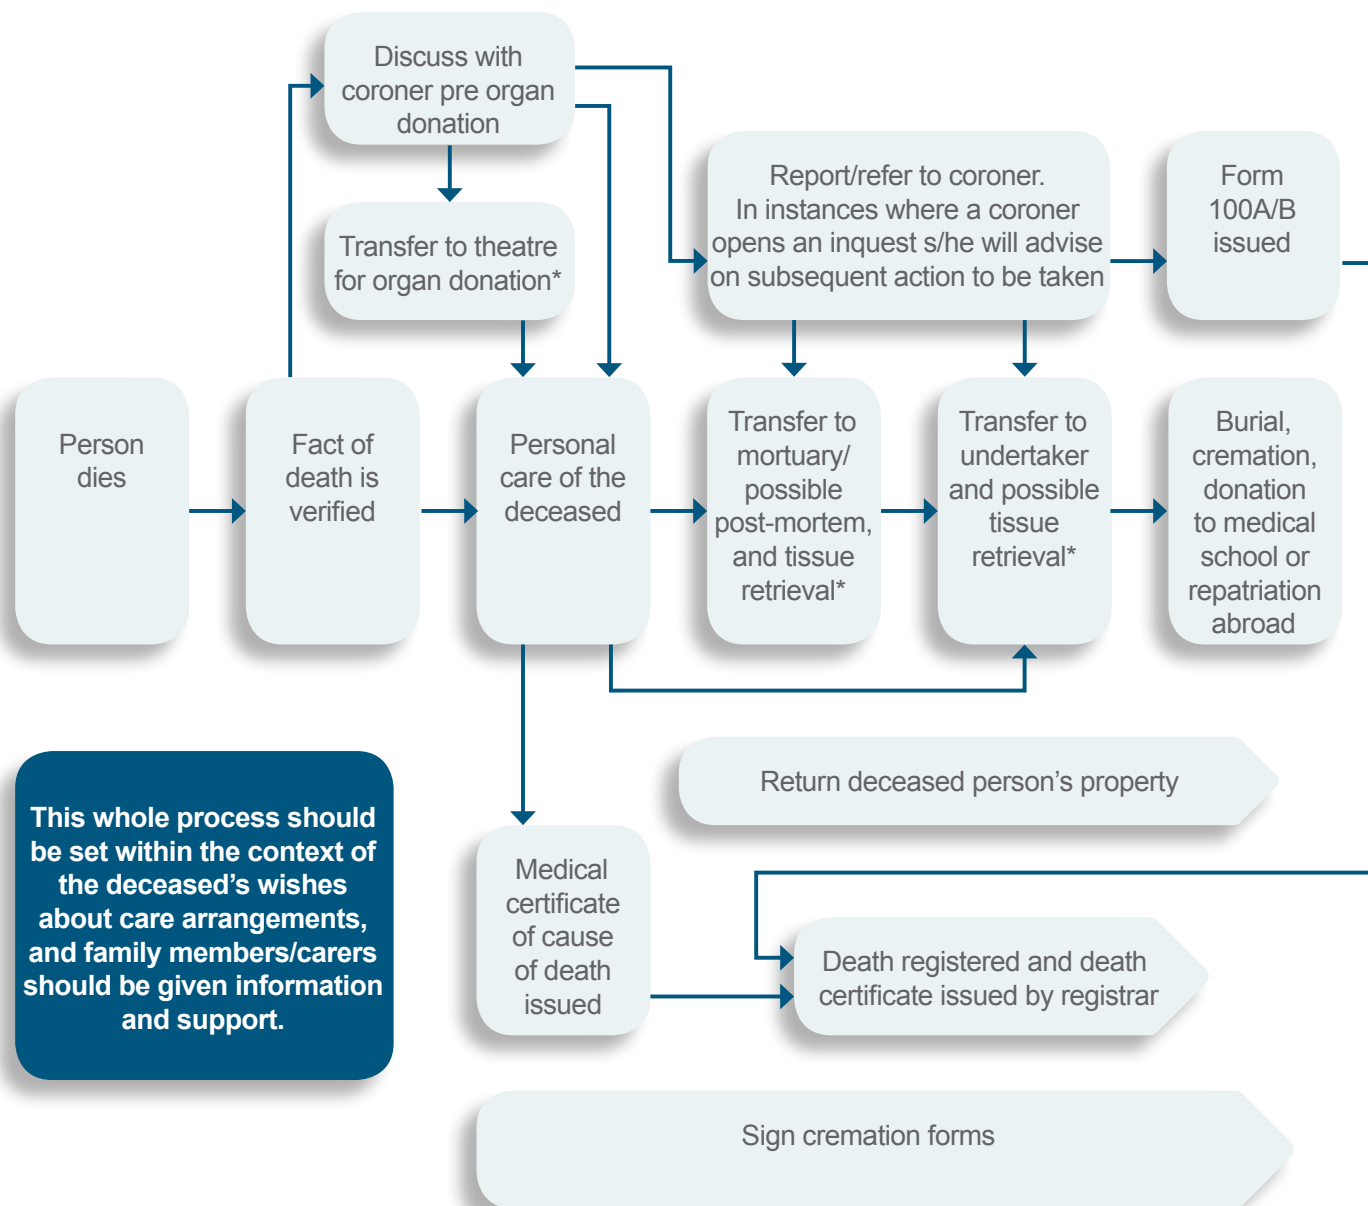 Discuss with
coroner pre organ
donation
Transfer to theatre
for organ donation*
Report/refer to coroner.
In instances where a coroner
opens an inquest s/he will advise
on subsequent action to be taken
Form
100A/B
issued
Person
dies
Fact of
death is
verified
Personal
care of the
deceased
Transfer to
mortuary/
possible
post-mortem,
and tissue
retrieval*
Transfer to
undertaker
and possible
tissue
retrieval*
Burial,
cremation,
donation
to medical
school or
repatriation
abroad
This whole process should
be set within the context of
the deceased’s wishes
about care arrangements,
and family members/carers
should be given information
and support.
Return deceased person’s property
Medical
certificate
of cause
of death
issued
Death registered and death
certificate issued by registrar
Sign cremation forms